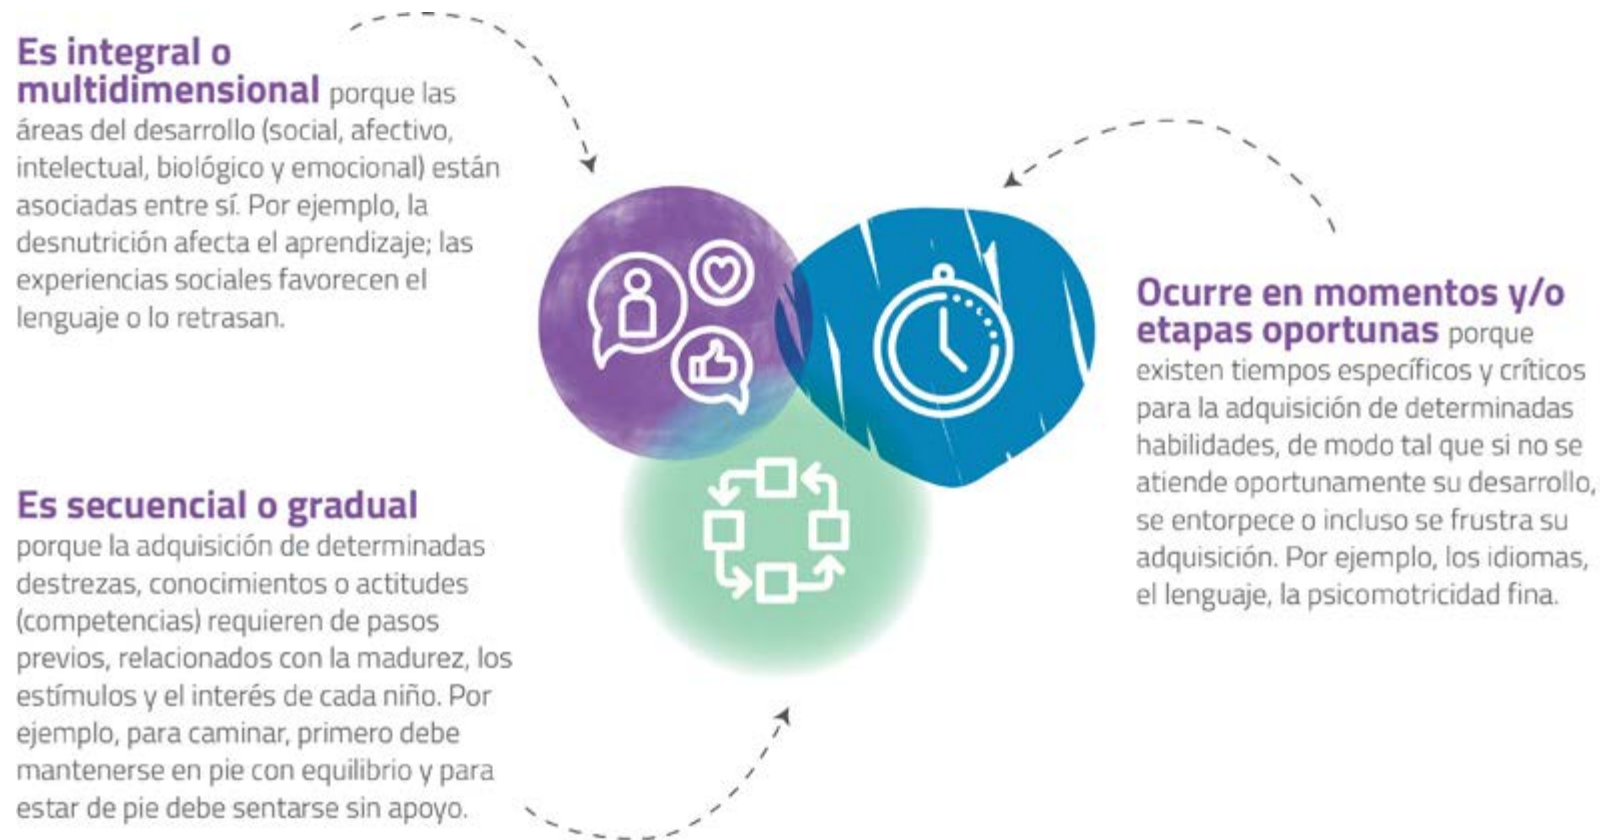 Es integral o
multidimensional porque las
áreas del desarrollo (social, afectivo,
intelectual, biológico y emocional) están
asociadas entre sí. Por ejemplo, la
desnutrición afecta el aprendizaje; las
experiencias sociales favorecen el
lenguaje o lo retrasan.
Ocurre en momentos y/o
etapas oportunas porque
existen tiempos específicos y críticos
para la adquisición de determinadas
habilidades, de modo tal que si no se
atiende oportunamente su desarrollo,
se entorpece o incluso se frustra su
adquisición. Por ejemplo, los idiomas,
el lenguaje, la psicomotricidad fina.
Es secuencial o gradual
porque la adquisición de determinadas
destrezas, conocimientos o actitudes
(competencias) requieren de pasos
previos, relacionados con la madurez, los
estímulos y el interés de cada niño. Por
ejemplo, para caminar, primero debe
mantenerse en pie con equilibrio y para
estar de pie debe sentarse sin apoyo.